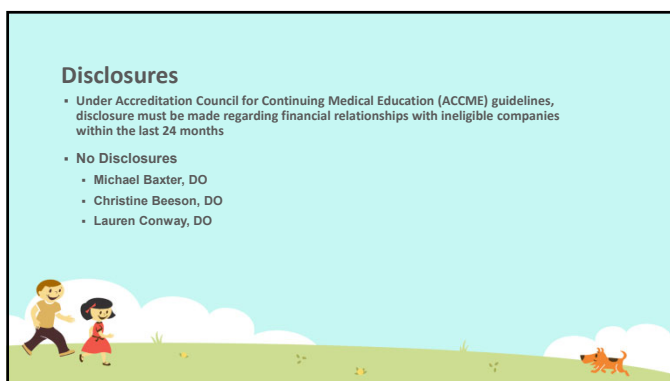 Disclosures
▪ Under Accreditation Council for Continuing Medical Education (ACCME) guidelines,
disclosure must be made regarding financial relationships with ineligible companies
within the last 24 months
▪ No Disclosures
▪ Michael Baxter, DO
▪ Christine Beeson, DO
▪ Lauren Conway, DO